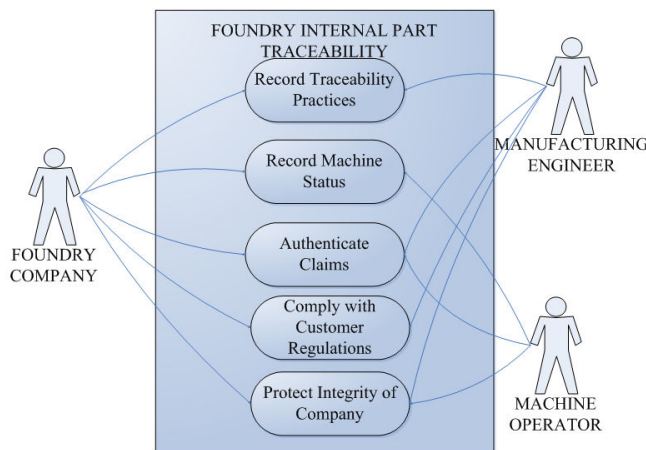 FOUNDRY INTERNAL PART
TRACEABILITY
Record Traceability
Practices
Record Machine
Status
Authenticate
Claims
Comply with
Customer
Regulations
Protect Integrity of
Company
FOUNDRY
COMPANY
MANUFACTURING
ENGINEER
MACHINE
OPERATOR